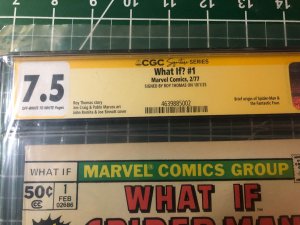 CGC Signature SERIES
What If? #1
Marvel Comics, 2/77
SIGNED BY ROY THOMAS ON 10/1/21
7.5
OFF-WHITE TO WHITE Pages
Roy Thomas story
Jim Craig & Pablo Marcos art
John Romita & Joe Sinnott cover
4639885002
Brief origin of Spider-Man &
the Fantastic Four.
WHAT IF
MARVEL COMICS GROUP
50¢
CC
1
FEB
02686
WHAT IF
SPIDER-MAN